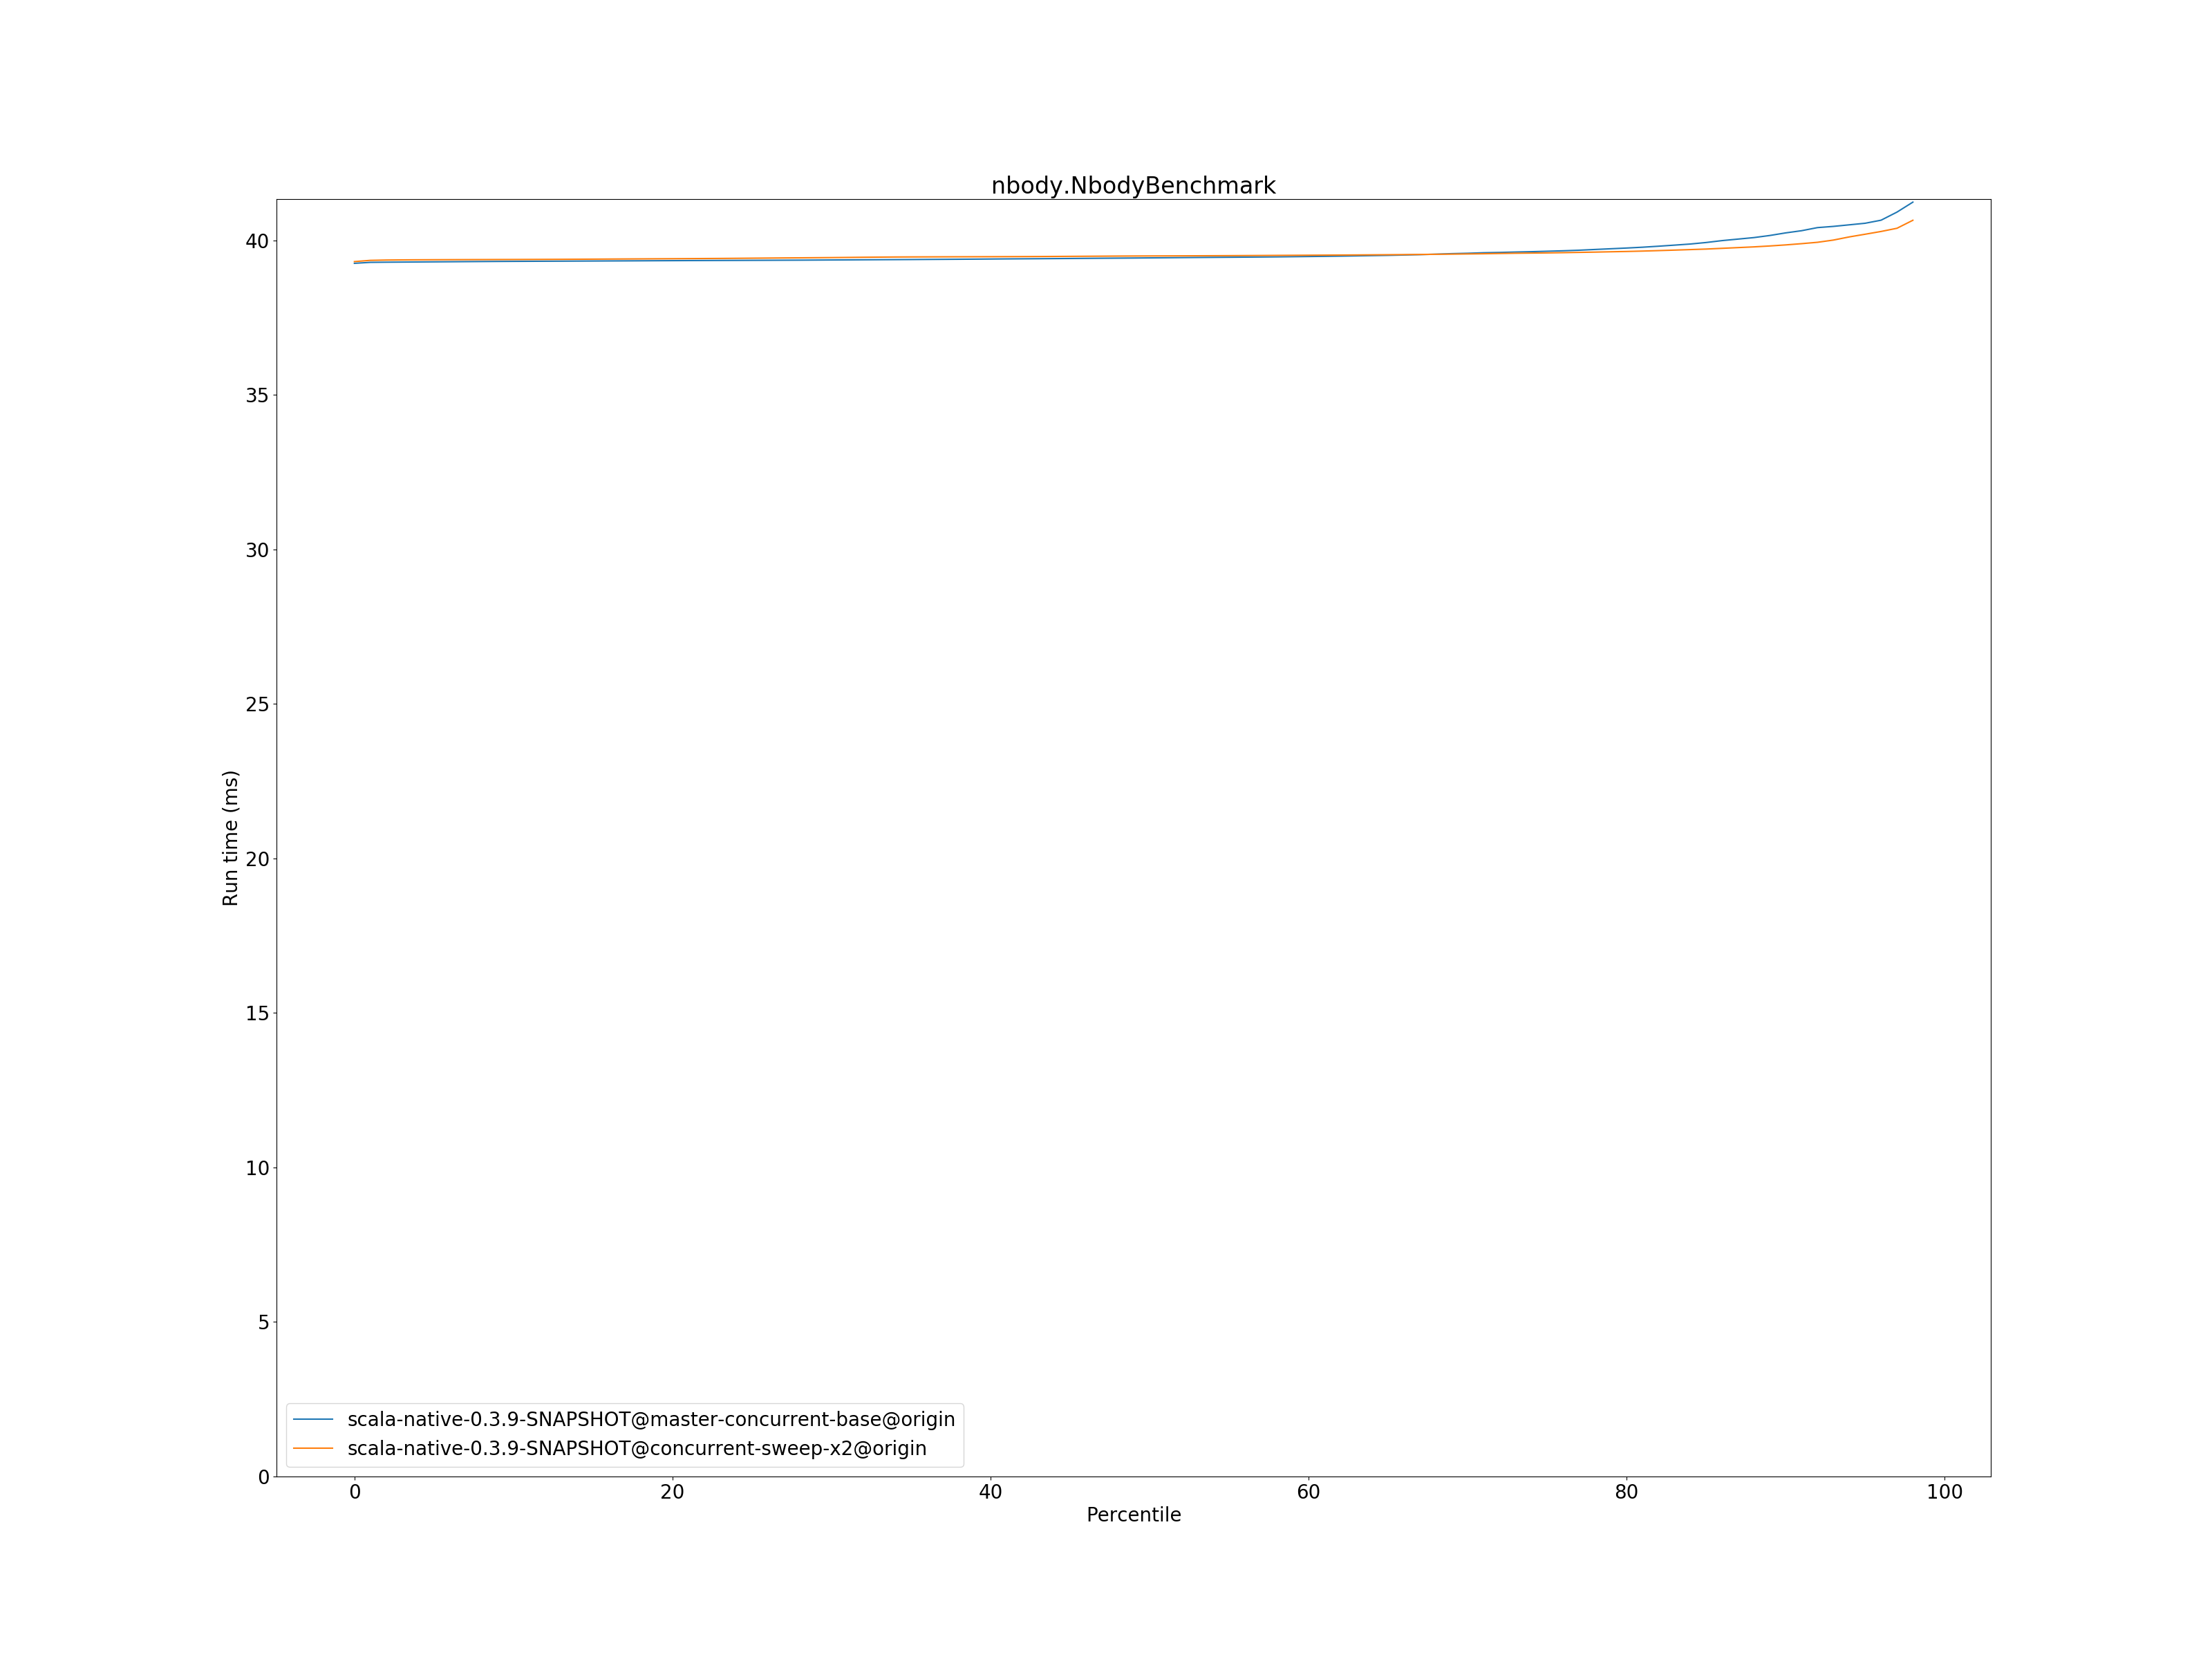 nbody.NbodyBenchmark
40
35
30
25
20
15
10
5
0
Run time (ms)
scala-native-0.3.9-SNAPSHOT@master-concurrent-base@origin
scala-native-0.3.9-SNAPSHOT@concurrent-sweep-x2@origin
0 20 40 60 80 100
Percentile